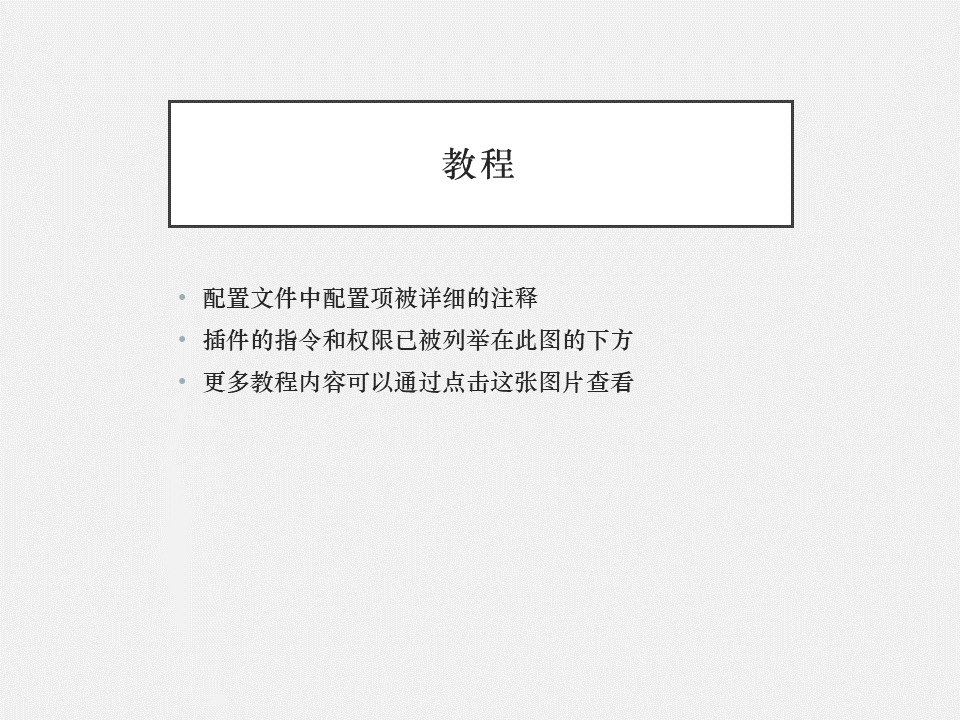 教程
• 配置文件中配置项被详细的注释
• 插件的指令和权限已被列举在此图的下方
• 更多教程内容可以通过点击这张图片查看